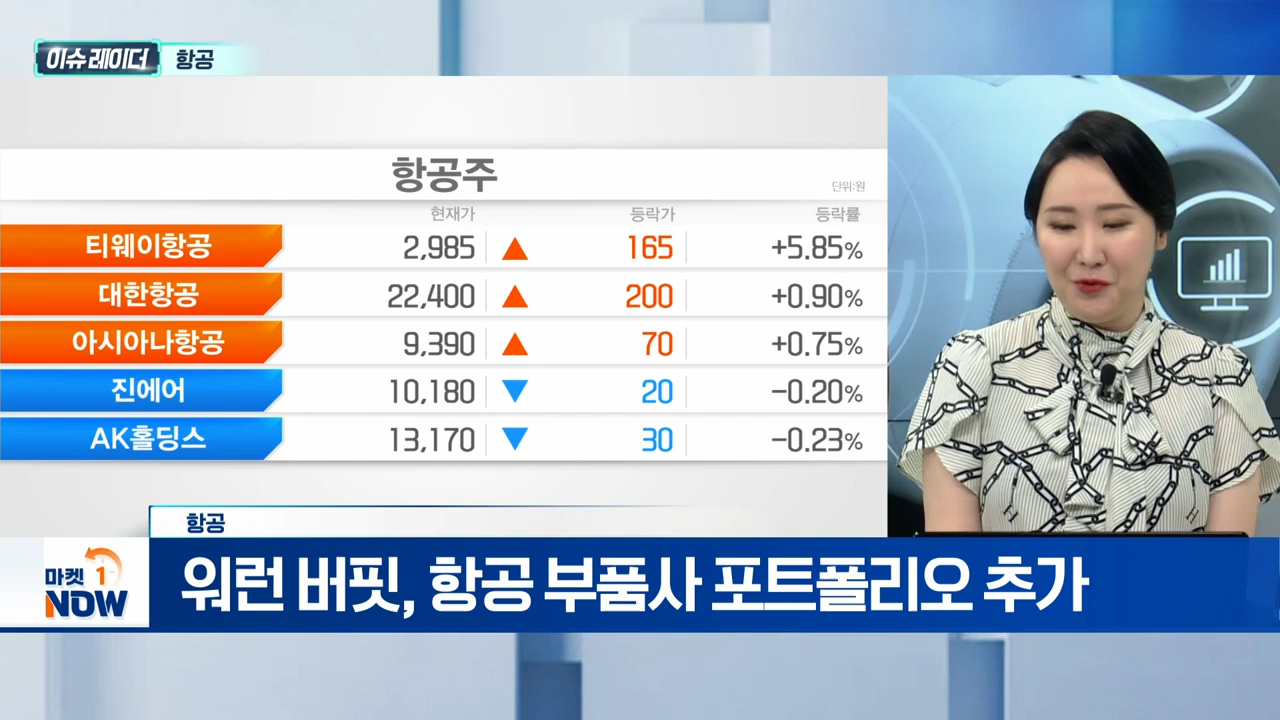 이슈레이더 항공
항공주
단위:원
현재가 등락가 등락률
티웨이항공 2,985 ▲ 165 +5.85%
대한항공 22,400 ▲ 200 +0.90%
아시아나항공 9,390 ▲ 70 +0.75%
진에어 10,180 ▼ 20 -0.20%
AK홀딩스 13,170 ▼ 30 -0.23%
항공
마켓 1
NOW
워런 버핏, 항공 부품사 포트폴리오 추가